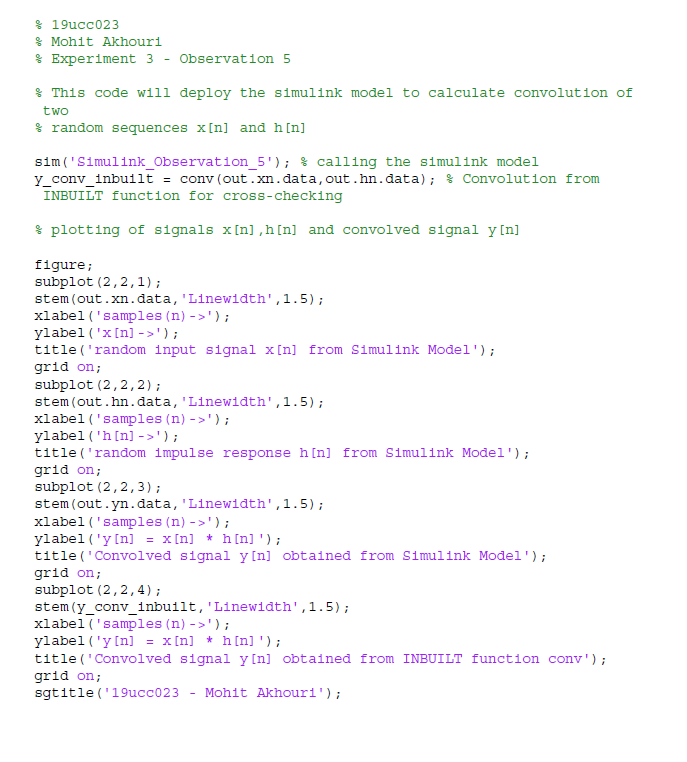 % 19ucc023
% Mohit Akhouri
% Experiment 3 - Observation 5
% This code will deploy the simulink model to calculate convolution of
two
% random sequences x[n] and h[n]
sim('Simulink_Observation_5'); % calling the simulink model
y_conv_inbuilt = conv(out.xn.data,out.hn.data); % Convolution from
INBUILT function for cross-checking
% plotting of signals x[n],h[n] and convolved signal y[n]
figure;
subplot(2,2,1);
stem(out.xn.data,'Linewidth',1.5);
xlabel('samples(n)->');
ylabel('x[n]->');
title('random input signal x[n] from Simulink Model');
grid on;
subplot(2,2,2);
stem(out.hn.data,'Linewidth',1.5);
xlabel('samples(n)->');
ylabel('h[n]->');
title('random impulse response h[n] from Simulink Model');
grid on;
subplot(2,2,3);
stem(out.yn.data,'Linewidth',1.5);
xlabel('samples(n)->');
ylabel('y[n] = x[n] * h[n]');
title('Convolved signal y[n] obtained from Simulink Model');
grid on;
subplot(2,2,4);
stem(y_conv_inbuilt,'Linewidth',1.5);
xlabel('samples(n)->');
ylabel('y[n] = x[n] * h[n]');
title('Convolved signal y[n] obtained from INBUILT function conv');
grid on;
sgtitle('19ucc023 - Mohit Akhouri');